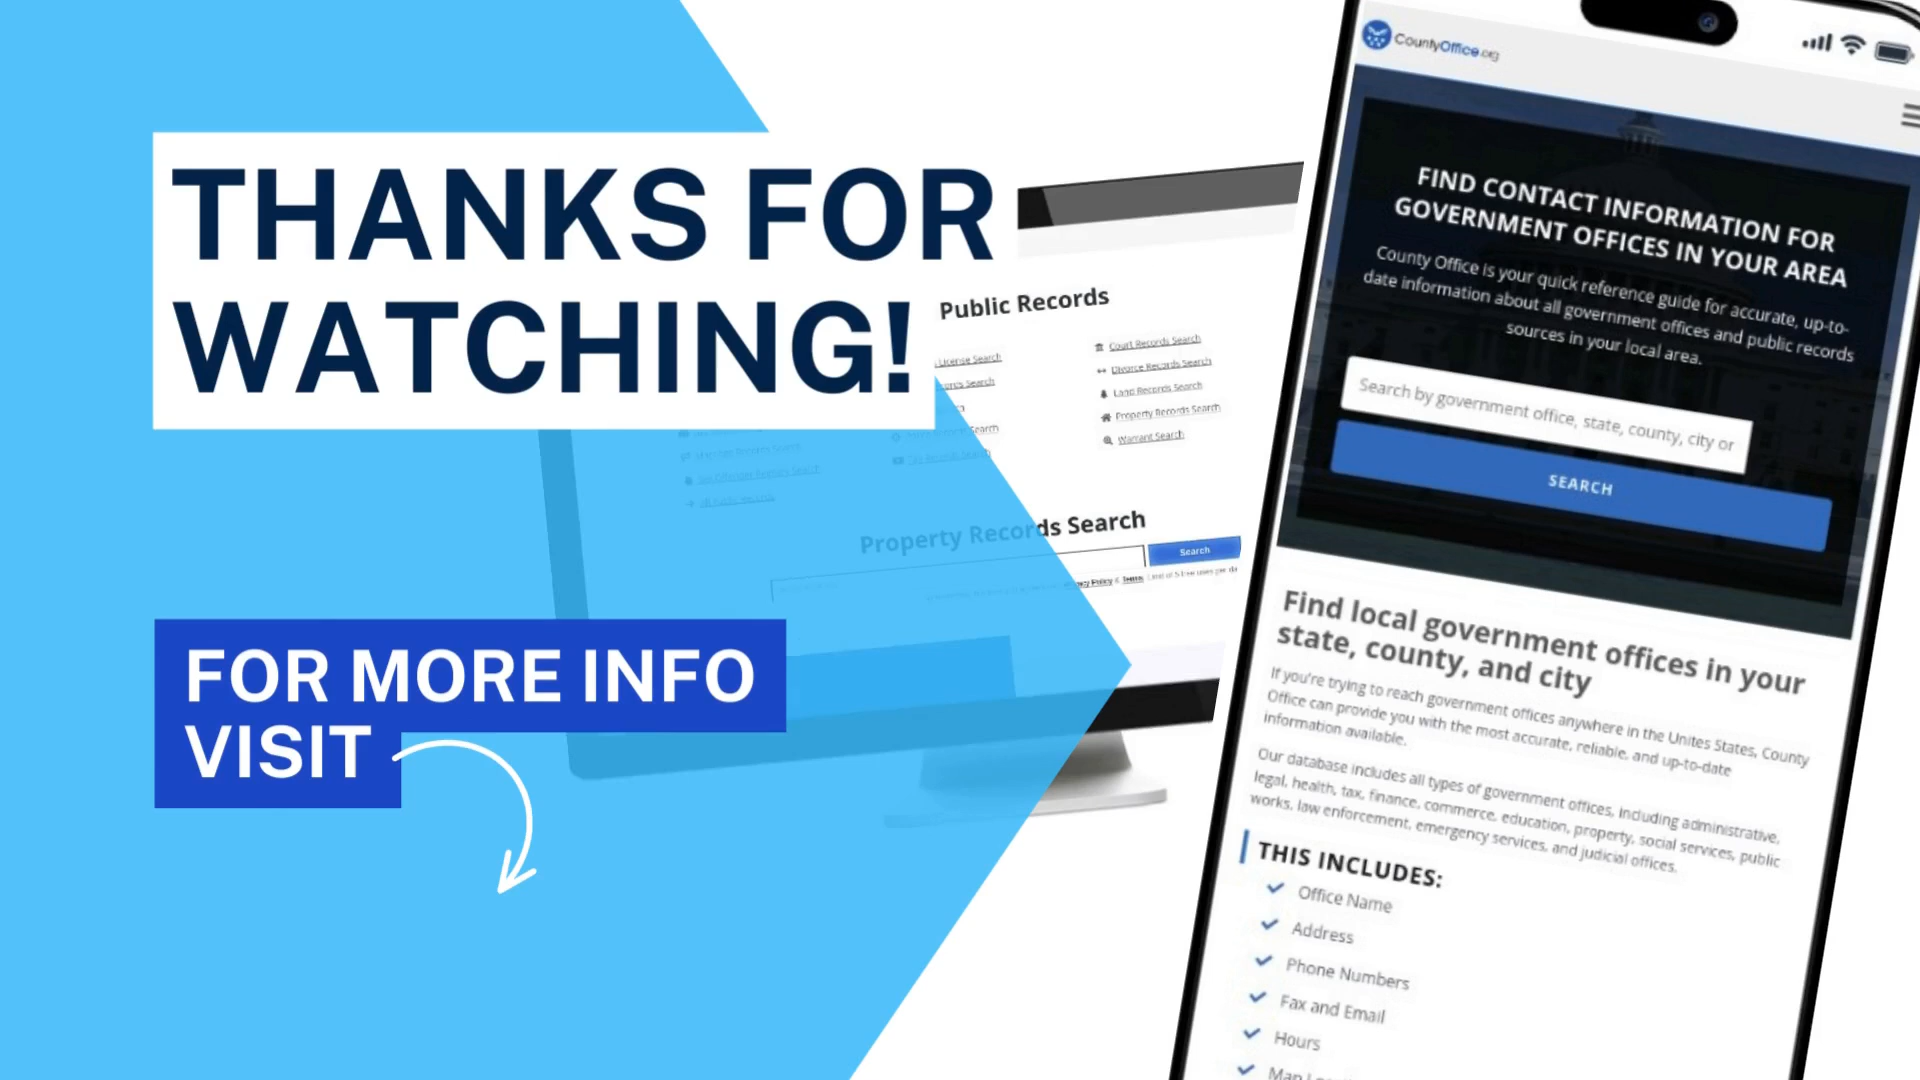 THANKS FOR
WATCHING!
FOR MORE INFO
VISIT
Public Records
License Search
Search
Search
Court Records Search
Divorce Records Search
Land Records Search
Property Records Search
Warrant Search
Property Records Search
Search
Policy & Terms
CountyOffice.org
FIND CONTACT INFORMATION FOR
GOVERNMENT OFFICES IN YOUR AREA
County Office is your quick reference guide for accurate, up-to-
date information about all government offices and public records
sources in your local area.
Search by government office, state, county, city or
SEARCH
Find local government offices in your
state, county, and city
If you're trying to reach government offices anywhere in the Unites States, County
Office can provide you with the most accurate, reliable, and up-to-date
information available.
Our database includes all types of government offices, including administrative,
legal, health, tax, finance, commerce, education, property, social services, public
works, law enforcement, emergency services, and judicial offices.
THIS INCLUDES:
Office Name
Address
Phone Numbers
Fax and Email
Hours